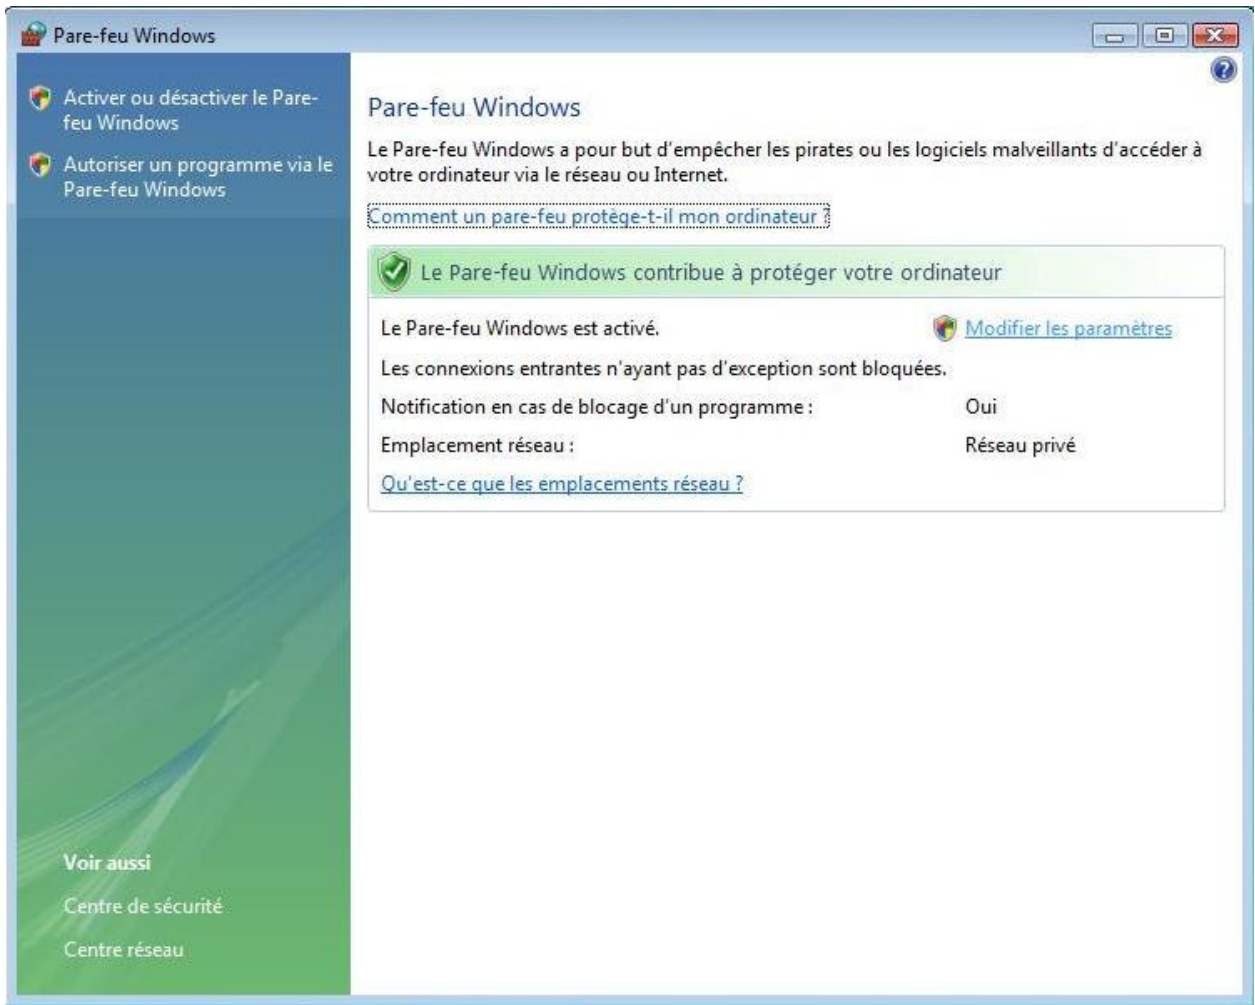 Pare-feu Windows
Activer ou désactiver le Pare-
feu Windows
Autoriser un programme via le
Pare-feu Windows
Voir aussi
Centre de sécurité
Centre réseau
Pare-feu Windows
Le Pare-feu Windows a pour but d'empêcher les pirates ou les logiciels malveillants d'accéder à
votre ordinateur via le réseau ou Internet.
Comment un pare-feu protège-t-il mon ordinateur ?
Le Pare-feu Windows contribue à protéger votre ordinateur
Le Pare-feu Windows est activé. Modifier les paramètres
Les connexions entrantes n'ayant pas d'exception sont bloquées.
Notification en cas de blocage d'un programme : Oui
Emplacement réseau : Réseau privé
Qu'est-ce que les emplacements réseau ?